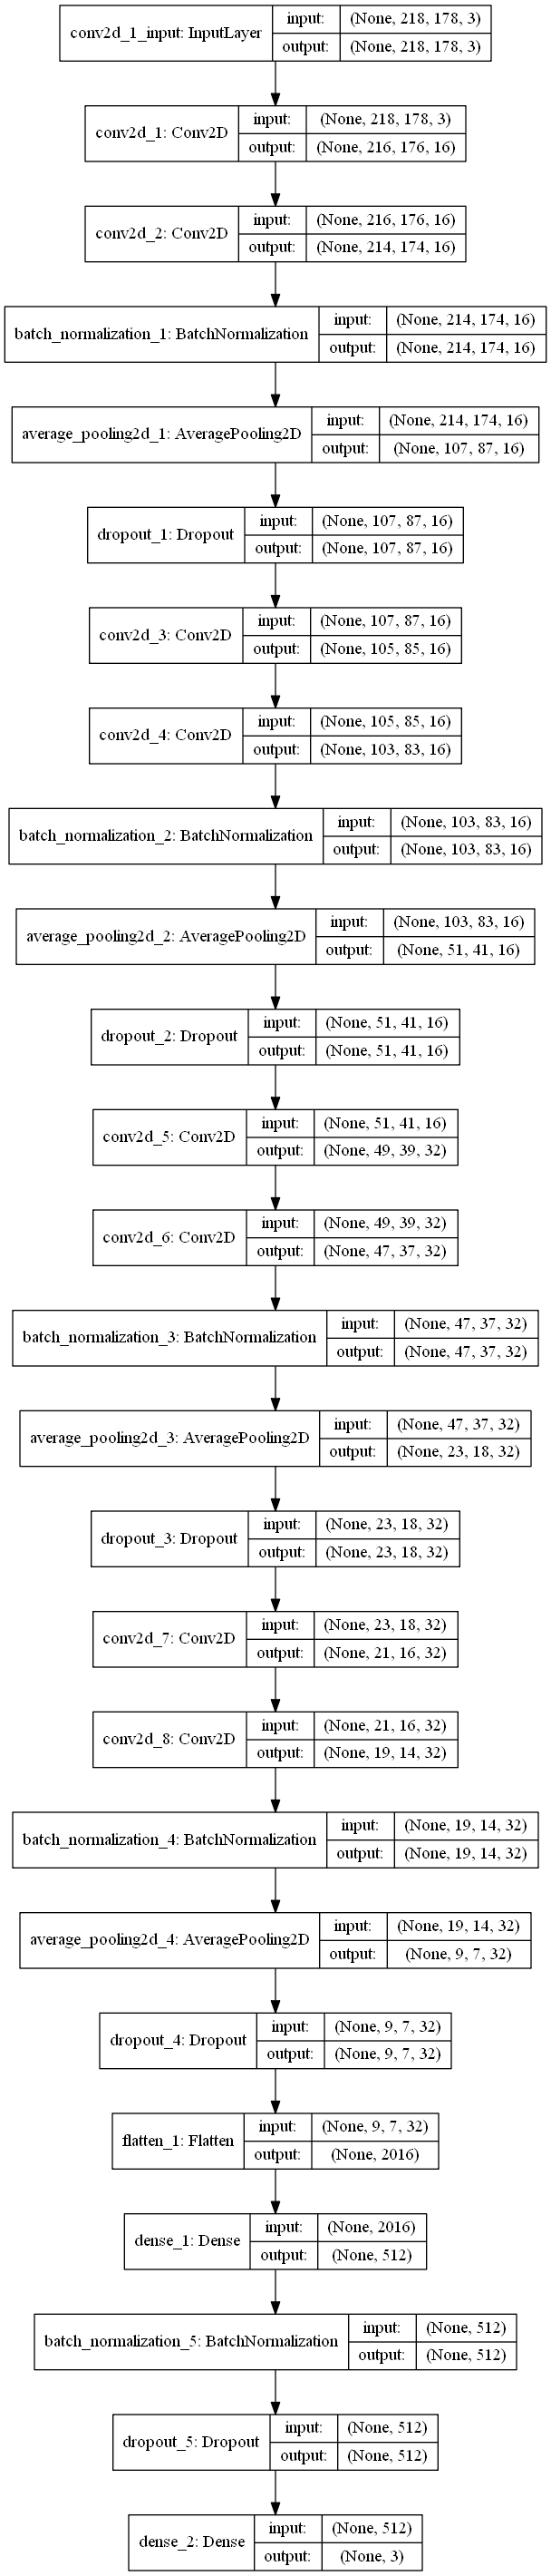 conv2d_1_input: InputLayer
input: (None, 218, 178, 3)
output: (None, 218, 178, 3)
conv2d_1: Conv2D
input: (None, 218, 178, 3)
output: (None, 216, 176, 16)
conv2d_2: Conv2D
input: (None, 216, 176, 16)
output: (None, 214, 174, 16)
batch_normalization_1: BatchNormalization
input: (None, 214, 174, 16)
output: (None, 214, 174, 16)
average_pooling2d_1: AveragePooling2D
input: (None, 214, 174, 16)
output: (None, 107, 87, 16)
dropout_1: Dropout
input: (None, 107, 87, 16)
output: (None, 107, 87, 16)
conv2d_3: Conv2D
input: (None, 107, 87, 16)
output: (None, 105, 85, 16)
conv2d_4: Conv2D
input: (None, 105, 85, 16)
output: (None, 103, 83, 16)
batch_normalization_2: BatchNormalization
input: (None, 103, 83, 16)
output: (None, 103, 83, 16)
average_pooling2d_2: AveragePooling2D
input: (None, 103, 83, 16)
output: (None, 51, 41, 16)
dropout_2: Dropout
input: (None, 51, 41, 16)
output: (None, 51, 41, 16)
conv2d_5: Conv2D
input: (None, 51, 41, 16)
output: (None, 49, 39, 32)
conv2d_6: Conv2D
input: (None, 49, 39, 32)
output: (None, 47, 37, 32)
batch_normalization_3: BatchNormalization
input: (None, 47, 37, 32)
output: (None, 47, 37, 32)
average_pooling2d_3: AveragePooling2D
input: (None, 47, 37, 32)
output: (None, 23, 18, 32)
dropout_3: Dropout
input: (None, 23, 18, 32)
output: (None, 23, 18, 32)
conv2d_7: Conv2D
input: (None, 23, 18, 32)
output: (None, 21, 16, 32)
conv2d_8: Conv2D
input: (None, 21, 16, 32)
output: (None, 19, 14, 32)
batch_normalization_4: BatchNormalization
input: (None, 19, 14, 32)
output: (None, 19, 14, 32)
average_pooling2d_4: AveragePooling2D
input: (None, 19, 14, 32)
output: (None, 9, 7, 32)
dropout_4: Dropout
input: (None, 9, 7, 32)
output: (None, 9, 7, 32)
flatten_1: Flatten
input: (None, 9, 7, 32)
output: (None, 2016)
dense_1: Dense
input: (None, 2016)
output: (None, 512)
batch_normalization_5: BatchNormalization
input: (None, 512)
output: (None, 512)
dropout_5: Dropout
input: (None, 512)
output: (None, 512)
dense_2: Dense
input: (None, 512)
output: (None, 3)